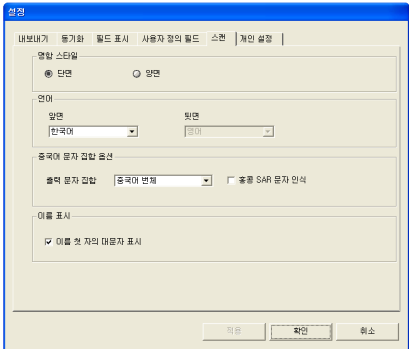 설정
내보내기 동기화 필드 표시 사용자 정의 필드 스캔 개인 설정
명함 스타일
단면 양면
언어
앞면 뒷면
한국어 영어
중국어 문자 집합 옵션
출력 문자 집합 중국어 번체 홍콩 SAR 문자 인식
이름 표시
이름 첫 자의 대문자 표시
적용 확인 취소